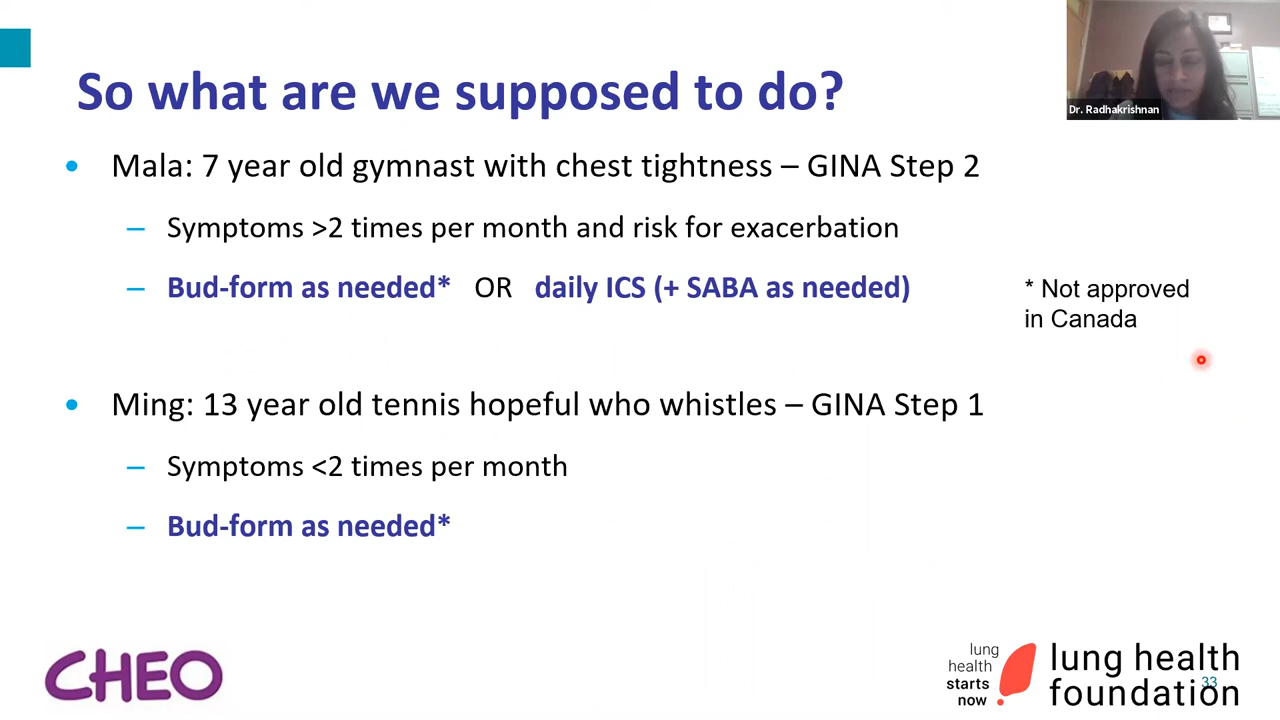 So what are we supposed to do?
Dr. Radhakrishnan
• Mala: 7 year old gymnast with chest tightness – GINA Step 2
– Symptoms >2 times per month and risk for exacerbation
– Bud-form as needed* OR daily ICS (+ SABA as needed)
* Not approved
in Canada
• Ming: 13 year old tennis hopeful who whistles – GINA Step 1
– Symptoms <2 times per month
– Bud-form as needed*
CHEO
lung
health
starts
now
lung health
foundation
33